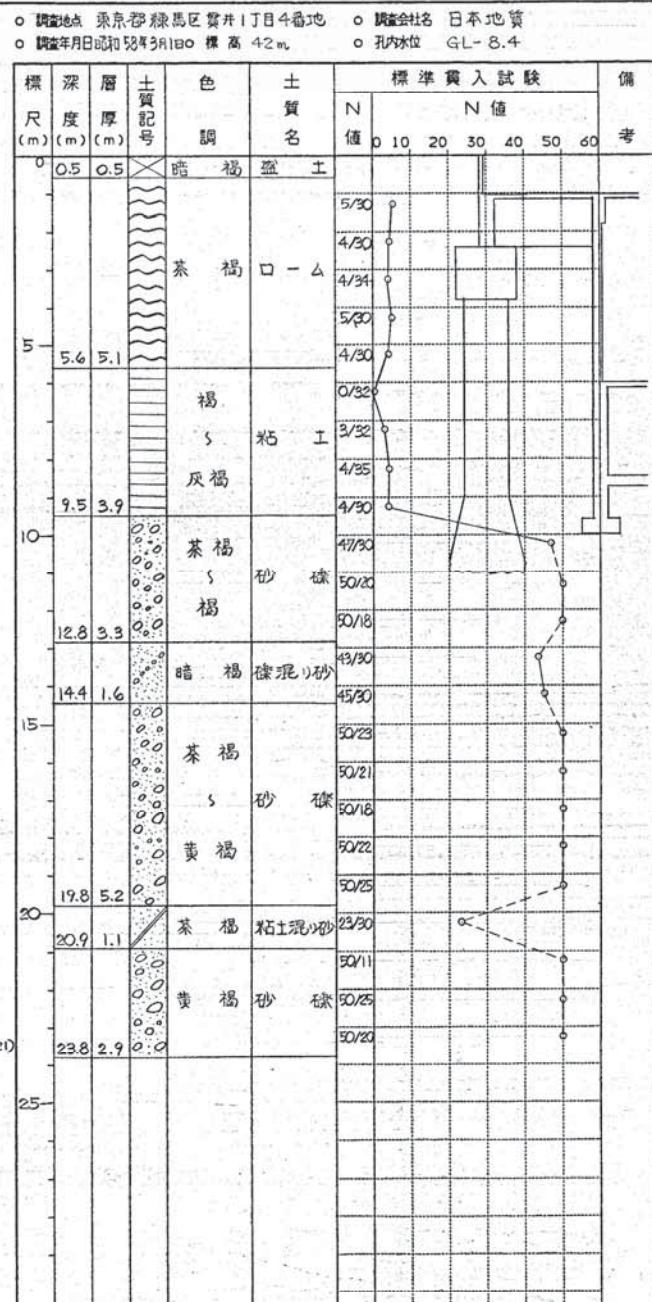 ○ 調査地点 東京都練馬区貫井1丁目4番地 ○ 調査会社名 日本地質
○ 調査年月日 昭和58年3月1日 ○ 標高 42m ○ 孔内水位 GL-8.4
標尺(m) 深度(m) 層厚(m) 土質記号 色調 土質名 標準貫入試験 備考
N値 N値
0 10 20 30 40 50 60
0
0.5 0.5 暗褐 盛土
5/30
4/30
茶褐 ローム
4/34
5/30
5
5.6 5.1 4/30
0/32
褐
〜 粘土 3/32
灰褐 4/35
9.5 3.9 4/30
10 47/30
茶褐
〜 砂礫 50/20
褐
50/18
12.8 3.3
43/30
暗褐 礫混り砂
14.4 1.6 45/30
15 50/23
茶褐
50/21
〜 砂礫 50/18
黄褐 50/22
19.8 5.2 50/25
20 茶褐 粘土混り砂 23/30
20.9 1.1
50/11
黄褐 砂礫 50/25
50/20
23.8 2.9
25